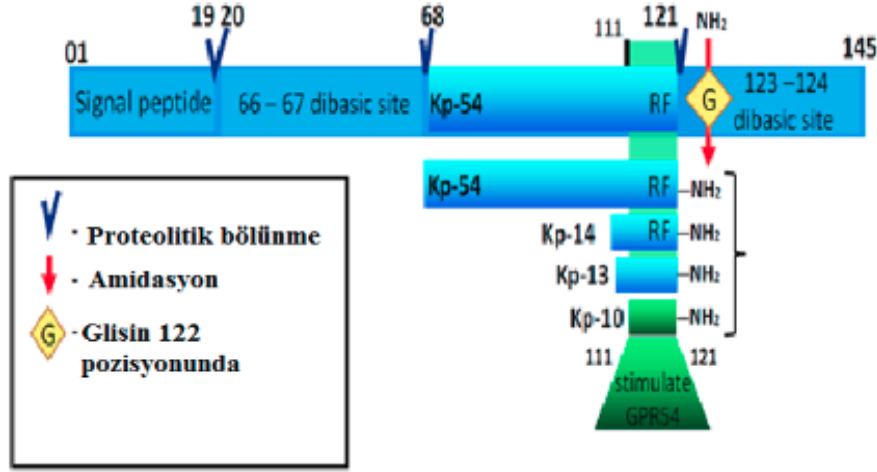 19 20
68
111
121
NH₂
01
145
Signal peptide
66 – 67 dibasic site
Kp-54
RF
G
123 –124
dibasic site
Kp-54
RF
–NH₂
Kp-14
RF
–NH₂
Kp-13
–NH₂
Kp-10
–NH₂
111
121
stimulate
GPR54
- Proteolitik bölünme
- Amidasyon
G
- Glisin 122
pozisyonunda